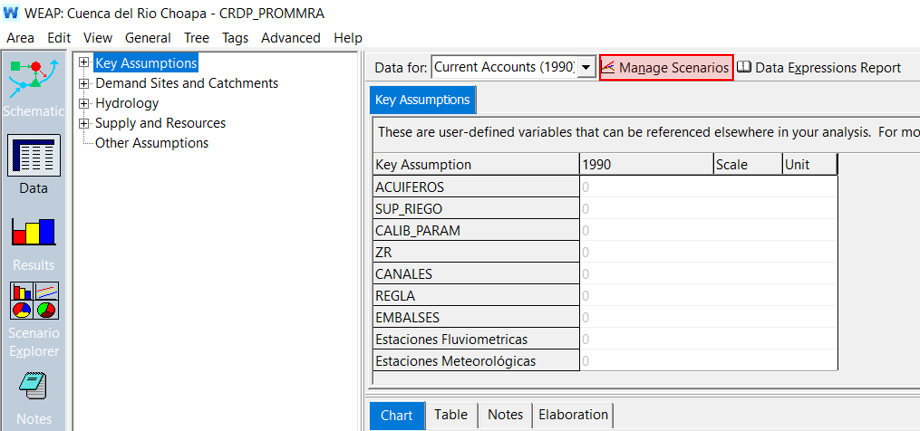 WEAP: Cuenca del Rio Choapa - CRDP_PROMMRA
Area Edit View General Tree Tags Advanced Help
Schematic
Data
Results
Scenario
Explorer
Notes
Key Assumptions
Demand Sites and Catchments
Hydrology
Supply and Resources
Other Assumptions
Data for: Current Accounts (1990) Manage Scenarios Data Expressions Report
Key Assumptions
These are user-defined variables that can be referenced elsewhere in your analysis. For mo
Key Assumption 1990 Scale Unit
ACUIFEROS 0
SUP_RIEGO 0
CALIB_PARAM 0
ZR 0
CANALES 0
REGLA 0
EMBALSES 0
Estaciones Fluviometricas 0
Estaciones Meteorológicas 0
Chart Table Notes Elaboration